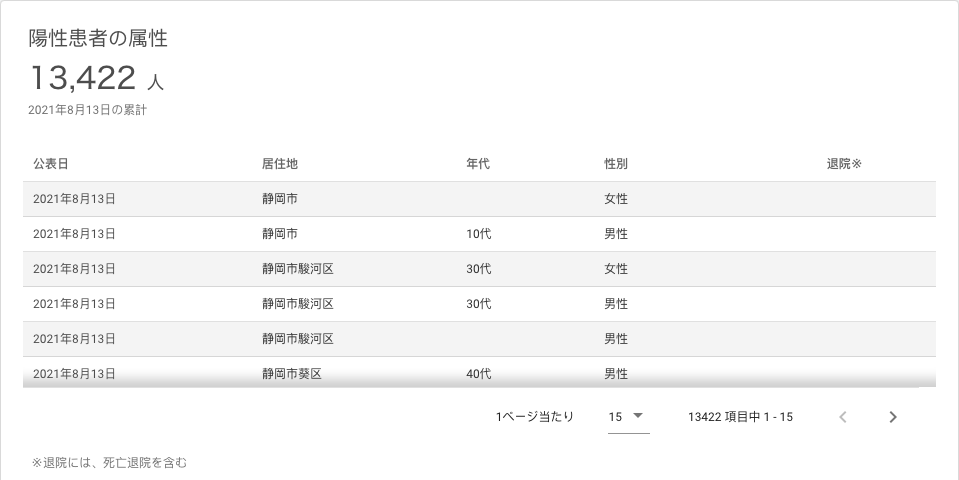 陽性患者の属性
13,422 人
2021年8月13日の累計
公表日 居住地 年代 性別 退院※
2021年8月13日 静岡市 女性
2021年8月13日 静岡市 10代 男性
2021年8月13日 静岡市駿河区 30代 女性
2021年8月13日 静岡市駿河区 30代 男性
2021年8月13日 静岡市駿河区 男性
2021年8月13日 静岡市葵区 40代 男性
1ページ当たり 15 13422 項目中 1 - 15
※退院には、死亡退院を含む